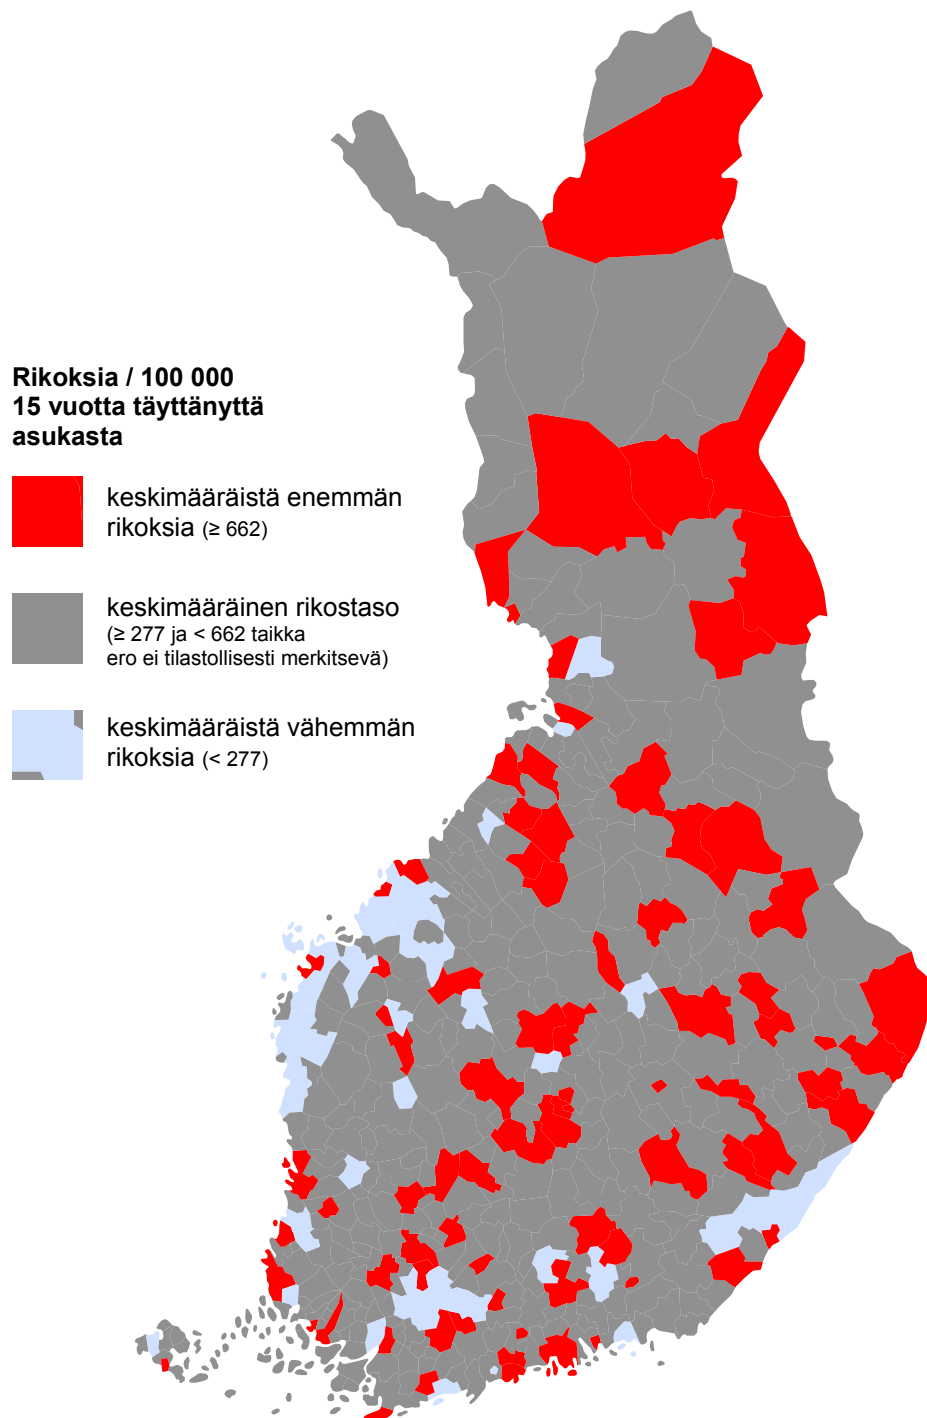 Rikoksia / 100 000
15 vuotta täyttänyttä
asukasta
keskimääräistä enemmän
rikoksia (≥ 662)
keskimääräinen rikostaso
(≥ 277 ja < 662 taikka
ero ei tilastollisesti merkitsevä)
keskimääräistä vähemmän
rikoksia (< 277)